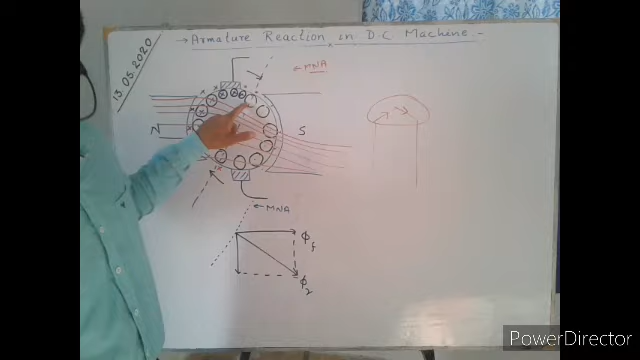 → Armature Reaction in D.C. Machine -
13.05.2020
← MNA
N
S
← MNA
ϕf
ϕr
PowerDirector